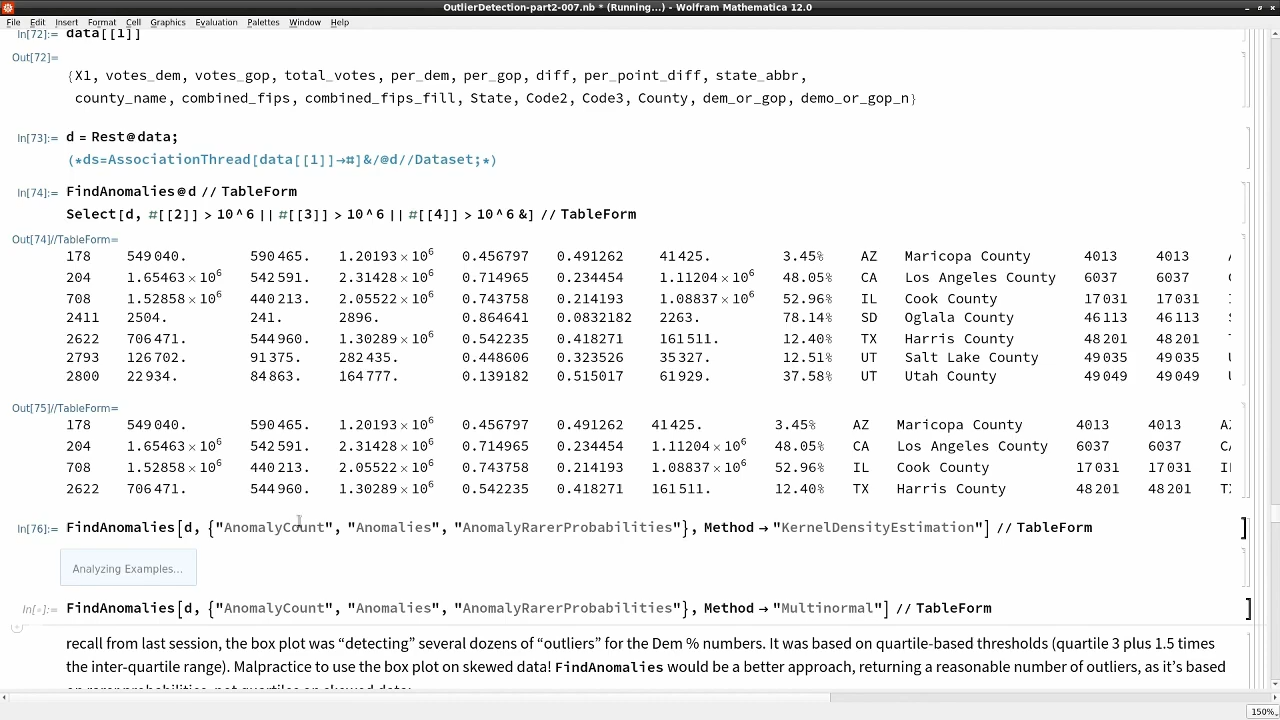 OutlierDetection-part2-007.nb * (Running...) - Wolfram Mathematica 12.0
File Edit Insert Format Cell Graphics Evaluation Palettes Window Help
In[72]:= data[[1]]
Out[72]=
{X1, votes_dem, votes_gop, total_votes, per_dem, per_gop, diff, per_point_diff, state_abbr,
county_name, combined_fips, combined_fips_fill, State, Code2, Code3, County, dem_or_gop, demo_or_gop_n}
In[73]:= d = Rest@data;
(*ds=AssociationThread[data[[1]]→#]&/@d//Dataset;*)
In[74]:= FindAnomalies@d // TableForm
Select[d, #[[2]] > 10^6 || #[[3]] > 10^6 || #[[4]] > 10^6 &] // TableForm
Out[74]//TableForm=
178 549040. 590465. 1.20193×10^6 0.456797 0.491262 41425. 3.45% AZ Maricopa County 4013 4013
204 1.65463×10^6 542591. 2.31428×10^6 0.714965 0.234454 1.11204×10^6 48.05% CA Los Angeles County 6037 6037
708 1.52858×10^6 440213. 2.05522×10^6 0.743758 0.214193 1.08837×10^6 52.96% IL Cook County 17031 17031
2411 2504. 241. 2896. 0.864641 0.0832182 2263. 78.14% SD Oglala County 46113 46113
2622 706471. 544960. 1.30289×10^6 0.542235 0.418271 161511. 12.40% TX Harris County 48201 48201
2793 126702. 91375. 282435. 0.448606 0.323526 35327. 12.51% UT Salt Lake County 49035 49035
2800 22934. 84863. 164777. 0.139182 0.515017 61929. 37.58% UT Utah County 49049 49049
Out[75]//TableForm=
178 549040. 590465. 1.20193×10^6 0.456797 0.491262 41425. 3.45% AZ Maricopa County 4013 4013
204 1.65463×10^6 542591. 2.31428×10^6 0.714965 0.234454 1.11204×10^6 48.05% CA Los Angeles County 6037 6037
708 1.52858×10^6 440213. 2.05522×10^6 0.743758 0.214193 1.08837×10^6 52.96% IL Cook County 17031 17031
2622 706471. 544960. 1.30289×10^6 0.542235 0.418271 161511. 12.40% TX Harris County 48201 48201
In[76]:= FindAnomalies[d, {"AnomalyCount", "Anomalies", "AnomalyRarerProbabilities"}, Method → "KernelDensityEstimation"] // TableForm
Analyzing Examples...
In[∘]:= FindAnomalies[d, {"AnomalyCount", "Anomalies", "AnomalyRarerProbabilities"}, Method → "Multinormal"] // TableForm
recall from last session, the box plot was “detecting” several dozens of “outliers” for the Dem % numbers. It was based on quartile-based thresholds (quartile 3 plus 1.5 times
the inter-quartile range). Malpractice to use the box plot on skewed data! FindAnomalies would be a better approach, returning a reasonable number of outliers, as it’s based
150%